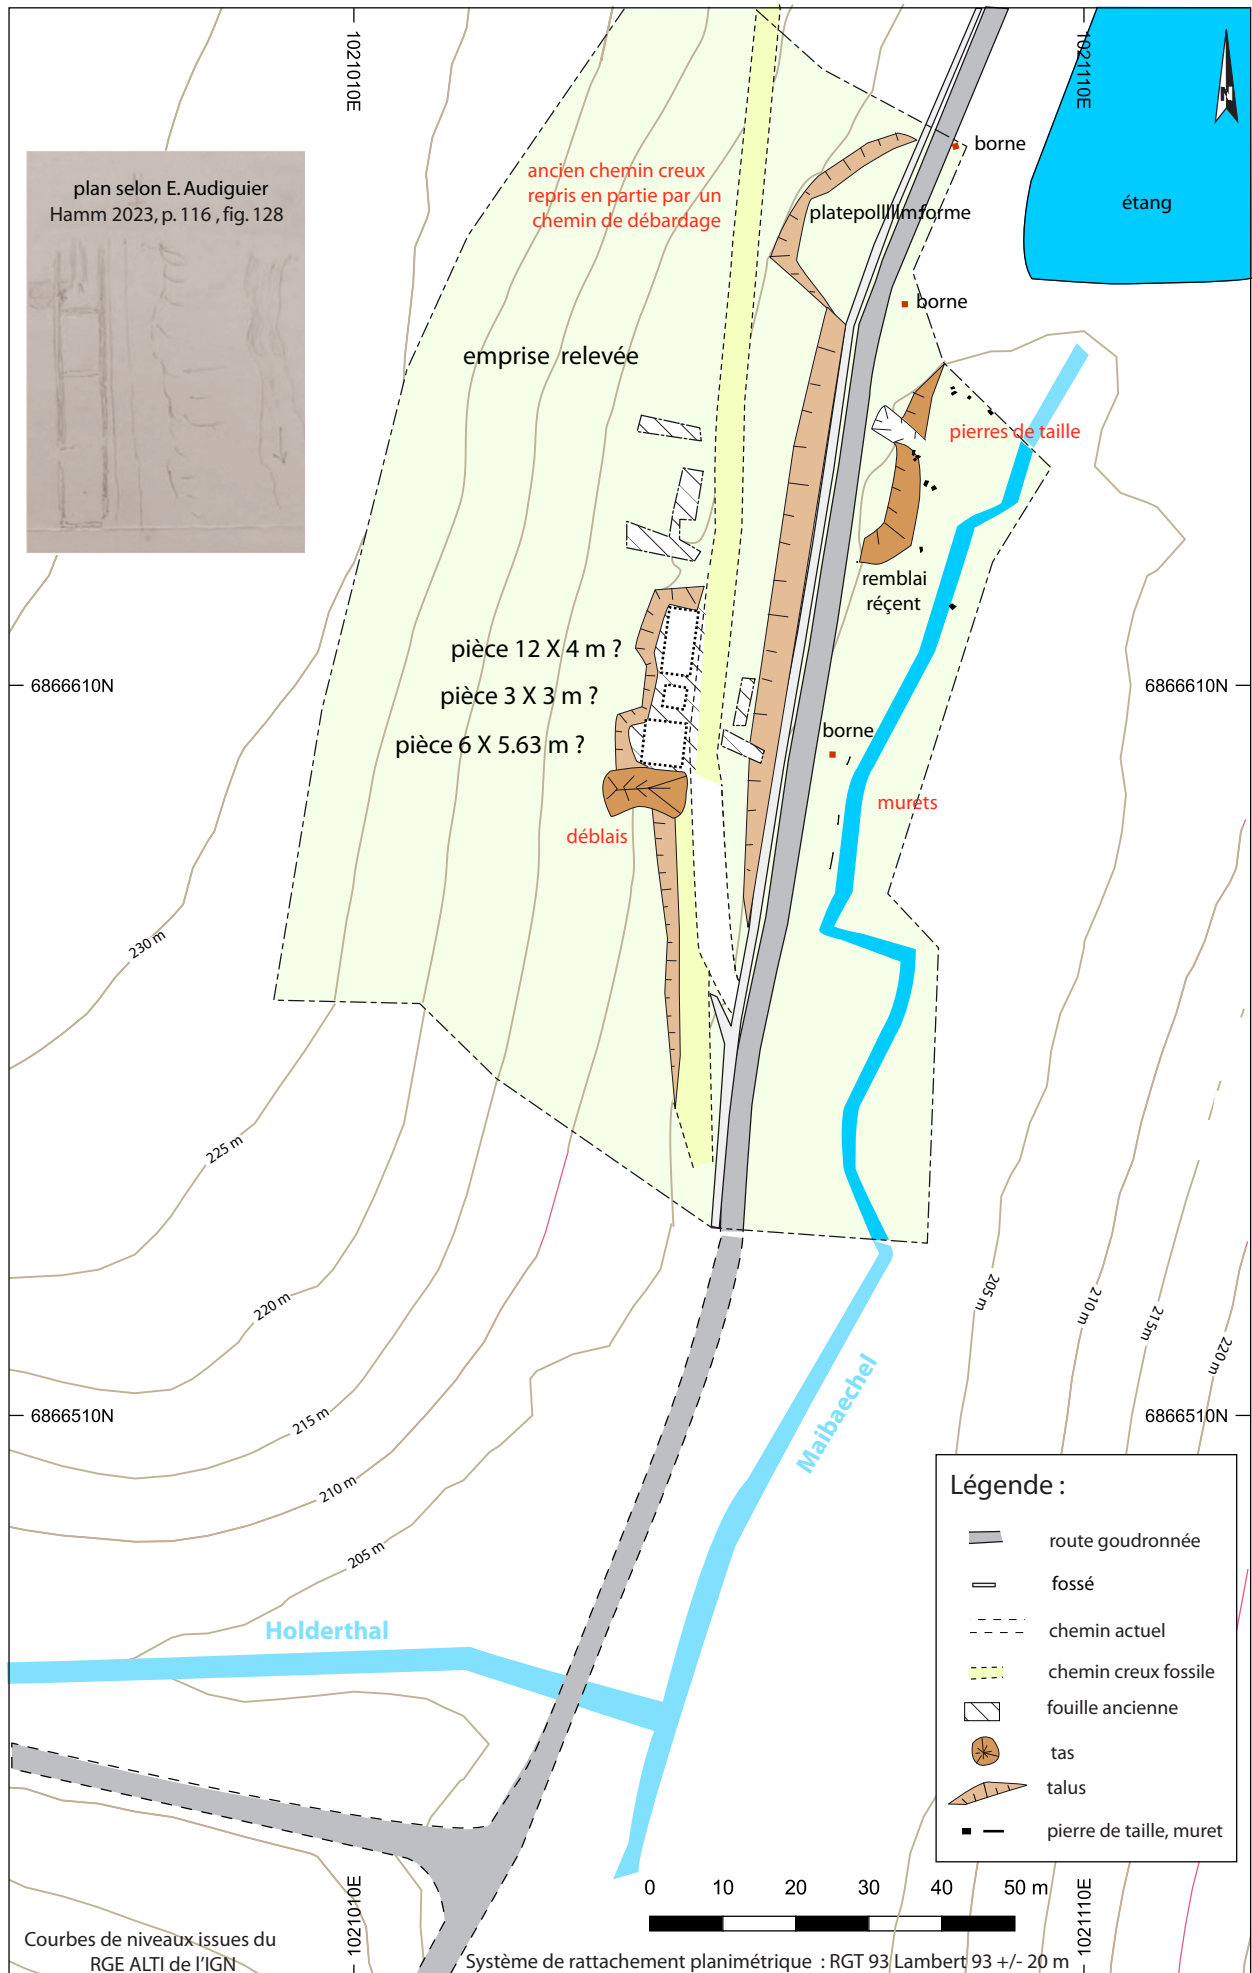 1021010E
1021110E
N
plan selon E. Audiguier
Hamm 2023, p. 116 , fig. 128
ancien chemin creux
repris en partie par un
chemin de débardage
borne
étang
borne
emprise relevée
pierres de taille
remblai
réçent
pièce 12 X 4 m ?
6866610N
6866610N
pièce 3 X 3 m ?
pièce 6 X 5.63 m ?
borne
murets
déblais
230 m
225 m
220 m
215 m
210 m
205 m
205 m
210 m
215m
220 m
6866510N
6866510N
Maibaechel
Holderthal
Légende :
route goudronnée
fossé
chemin actuel
chemin creux fossile
fouille ancienne
tas
talus
pierre de taille, muret
0 10 20 30 40 50 m
1021010E
1021110E
Courbes de niveaux issues du
RGE ALTI de l'IGN
Système de rattachement planimétrique : RGT 93 Lambert 93 +/- 20 m